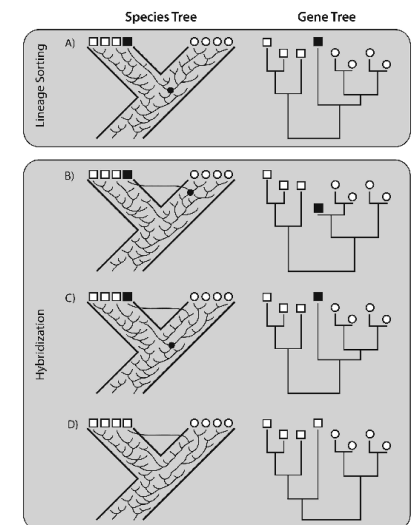 Species Tree
Gene Tree
Lineage Sorting
A)
Hybridization
B)
C)
D)